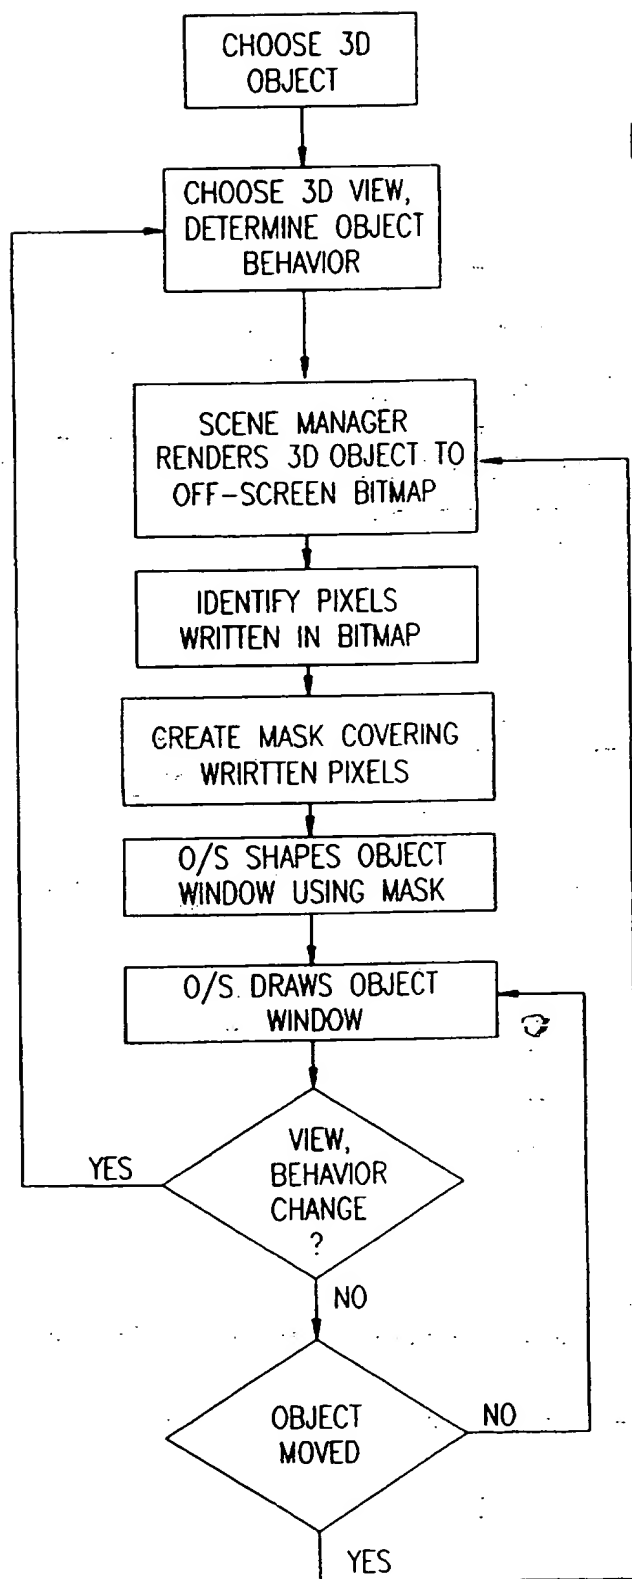 CHOOSE 3D
OBJECT
CHOOSE 3D VIEW,
DETERMINE OBJECT
BEHAVIOR
SCENE MANAGER
RENDERS 3D OBJECT TO
OFF-SCREEN BITMAP
IDENTIFY PIXELS
WRITTEN IN BITMAP
CREATE MASK COVERING
WRIRTTEN PIXELS
O/S SHAPES OBJECT
WINDOW USING MASK
O/S DRAWS OBJECT
WINDOW
VIEW,
BEHAVIOR
CHANGE
?
YES
NO
OBJECT
MOVED
NO
YES